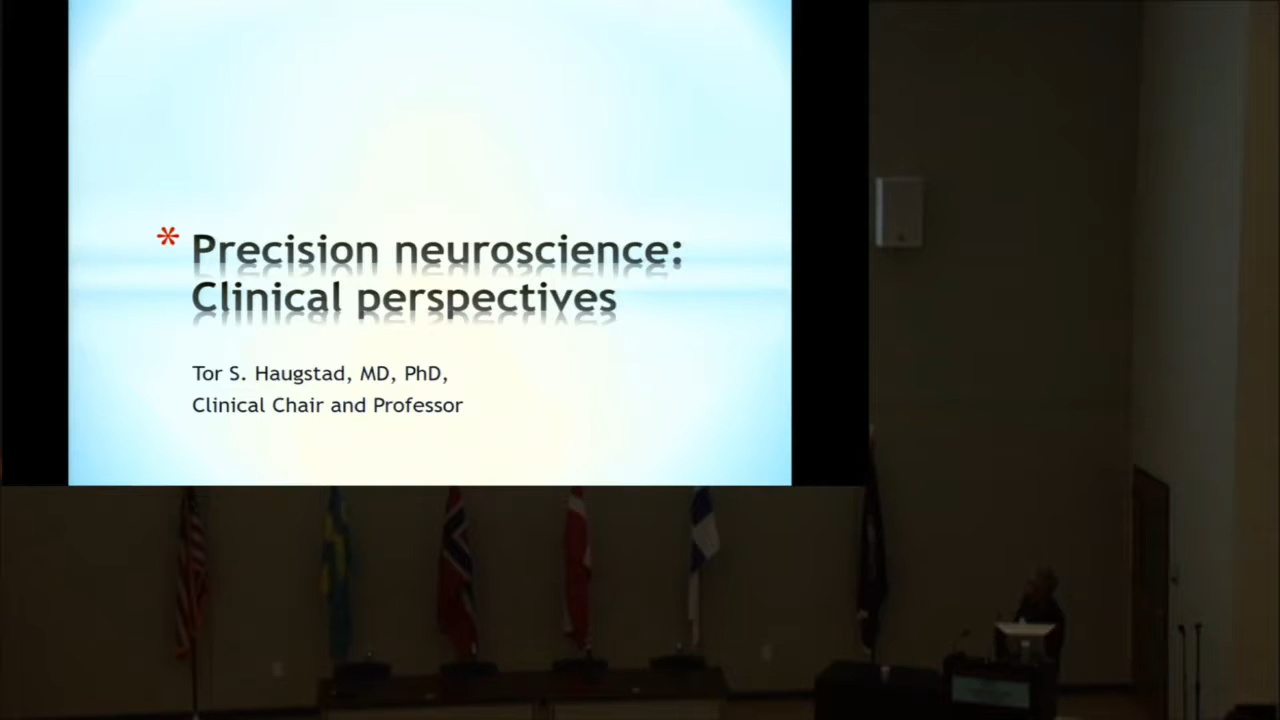 * Precision neuroscience:
Clinical perspectives
Tor S. Haugstad, MD, PhD,
Clinical Chair and Professor